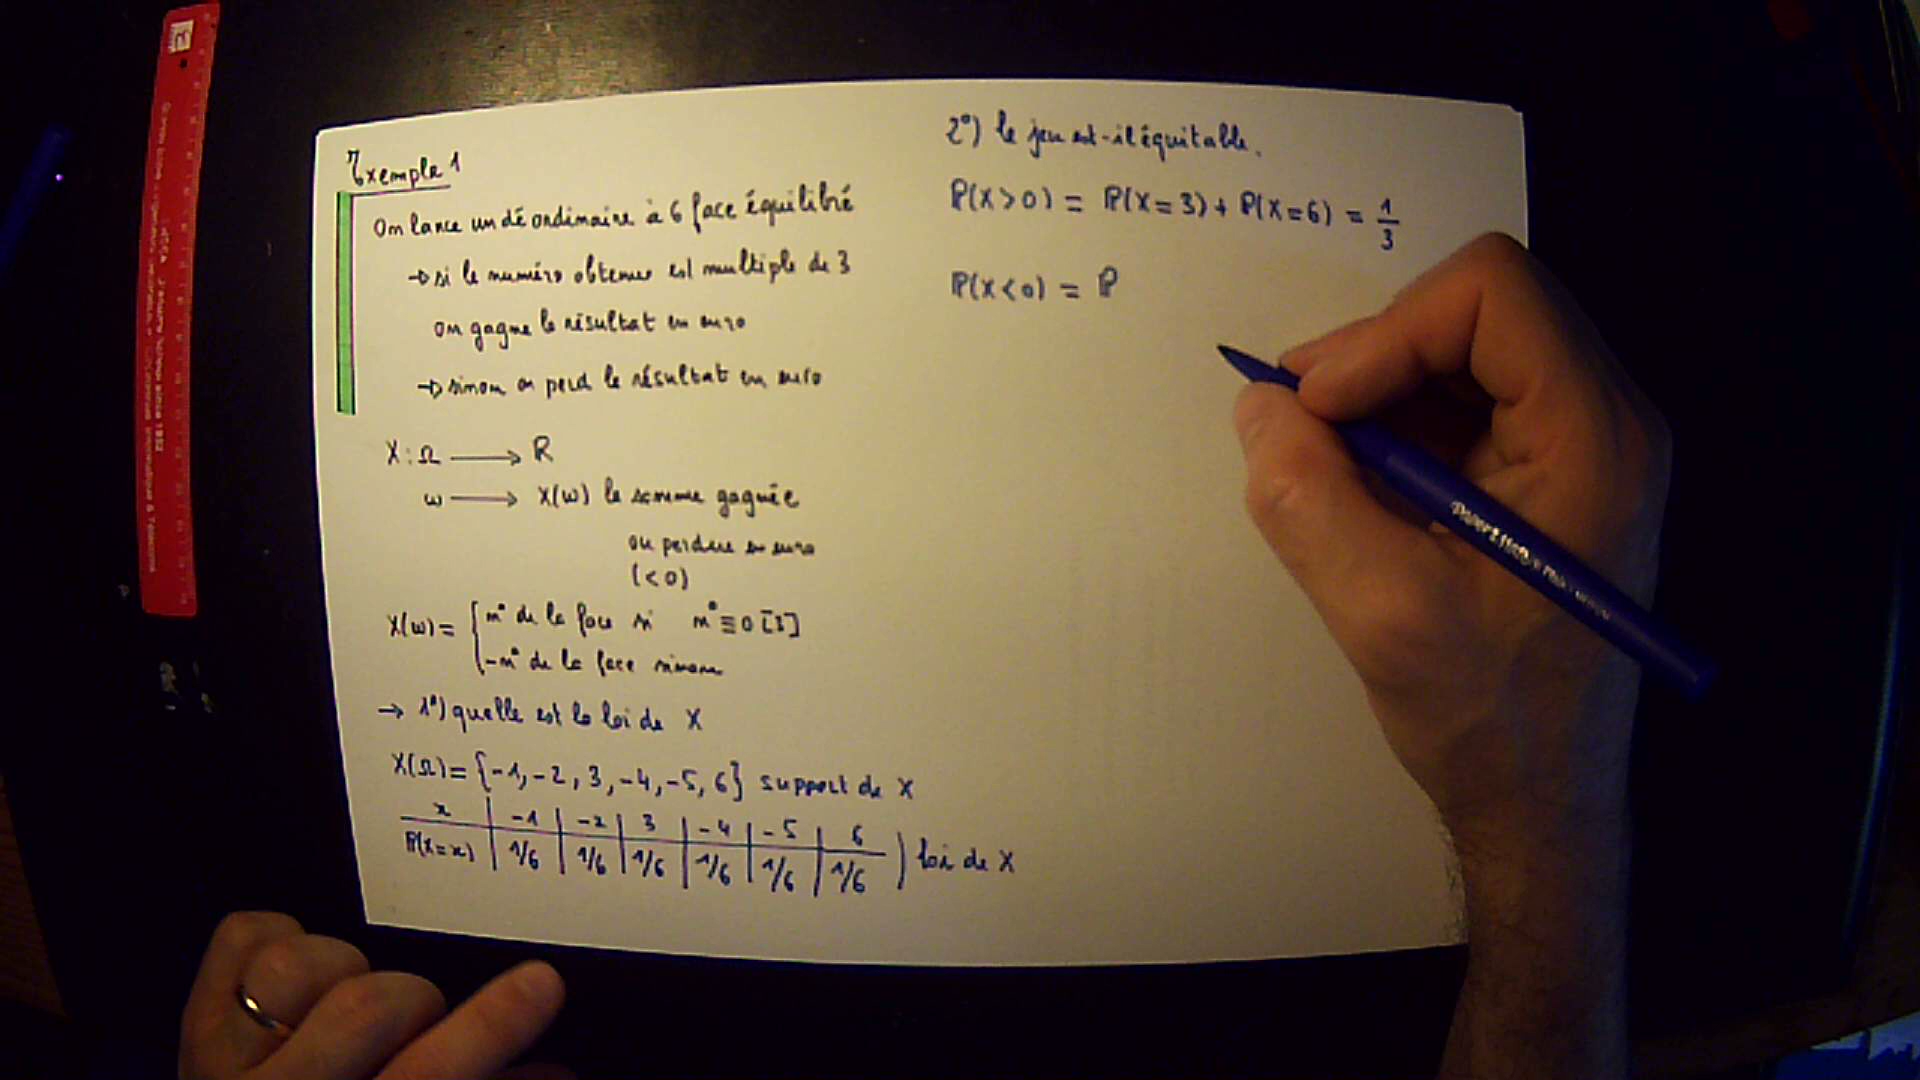 Exemple 1
On lance un dé ordinaire à 6 face équilibré
→ si le numéro obtenus est multiple de 3
on gagne le résultat en euro
→ sinon on perd le résultat en euro
X : Ω ⟶ R
ω ⟶ X(ω) la somme gagnée
ou perdue en euro
(<0)
X(ω) = { n° de la face si n° ≡ 0 [3]
-n° de la face sinon
→ 1°) quelle est la loi de X
X(Ω) = {-1, -2, 3, -4, -5, 6} support de X
x | -1 | -2 | 3 | -4 | -5 | 6
P(X=x) | 1/6 | 1/6 | 1/6 | 1/6 | 1/6 | 1/6 ) loi de X
2°) le jeu est-il équitable.
P(X>0) = P(X=3) + P(X=6) = 1/3
P(X<0) = P